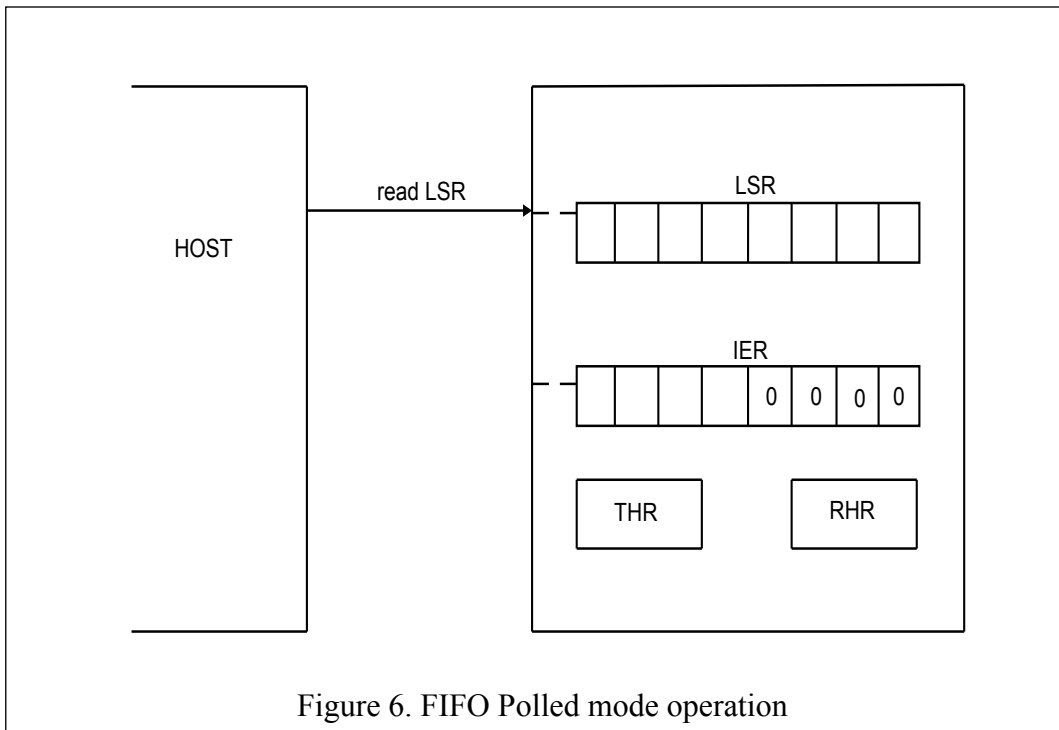 read LSR
LSR
HOST
IER
0 0 0 0
THR RHR
Figure 6. FIFO Polled mode operation